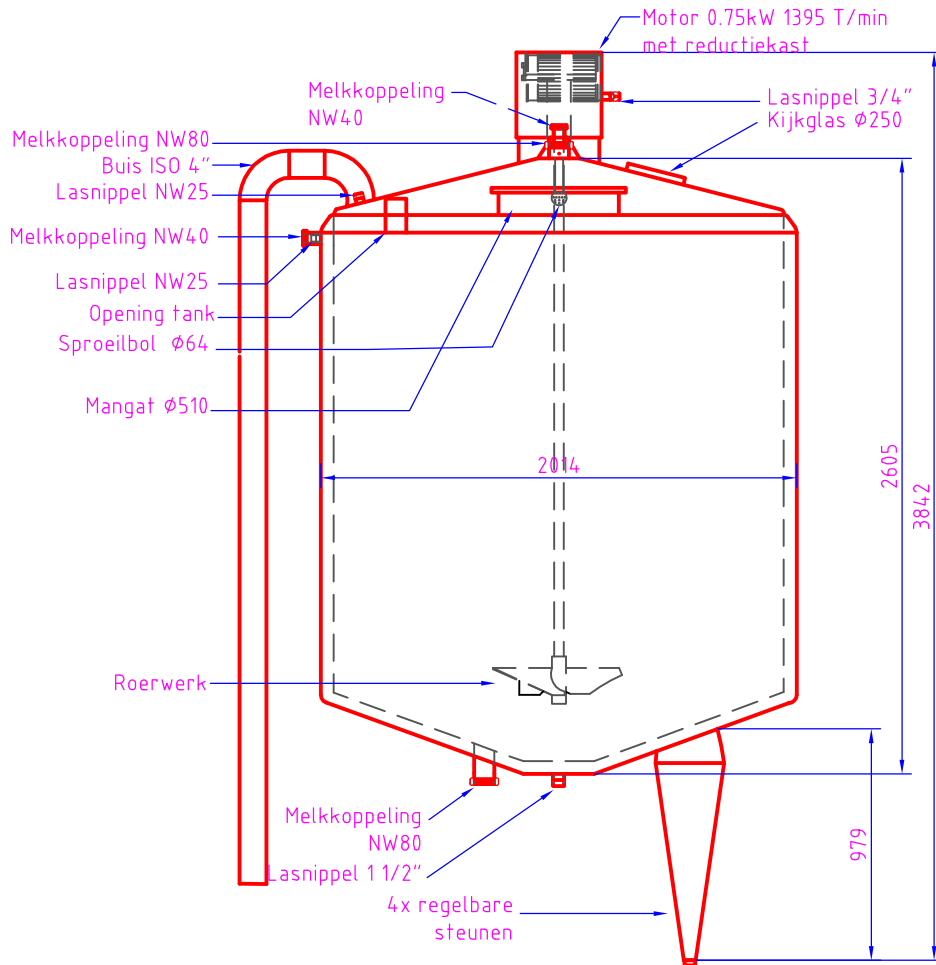 Motor 0.75kW 1395 T/min
met reductiekast
Melkkoppeling
NW40
Lasnippel 3/4"
Kijkglas Ø250
Melkkoppeling NW80
Buis ISO 4"
Lasnippel NW25
Melkkoppeling NW40
Lasnippel NW25
Opening tank
Sproeilbol Ø64
Mangat Ø510
2014
2605
3842
Roerwerk
Melkkoppeling
NW80
Lasnippel 1 1/2"
979
4x regelbare
steunen